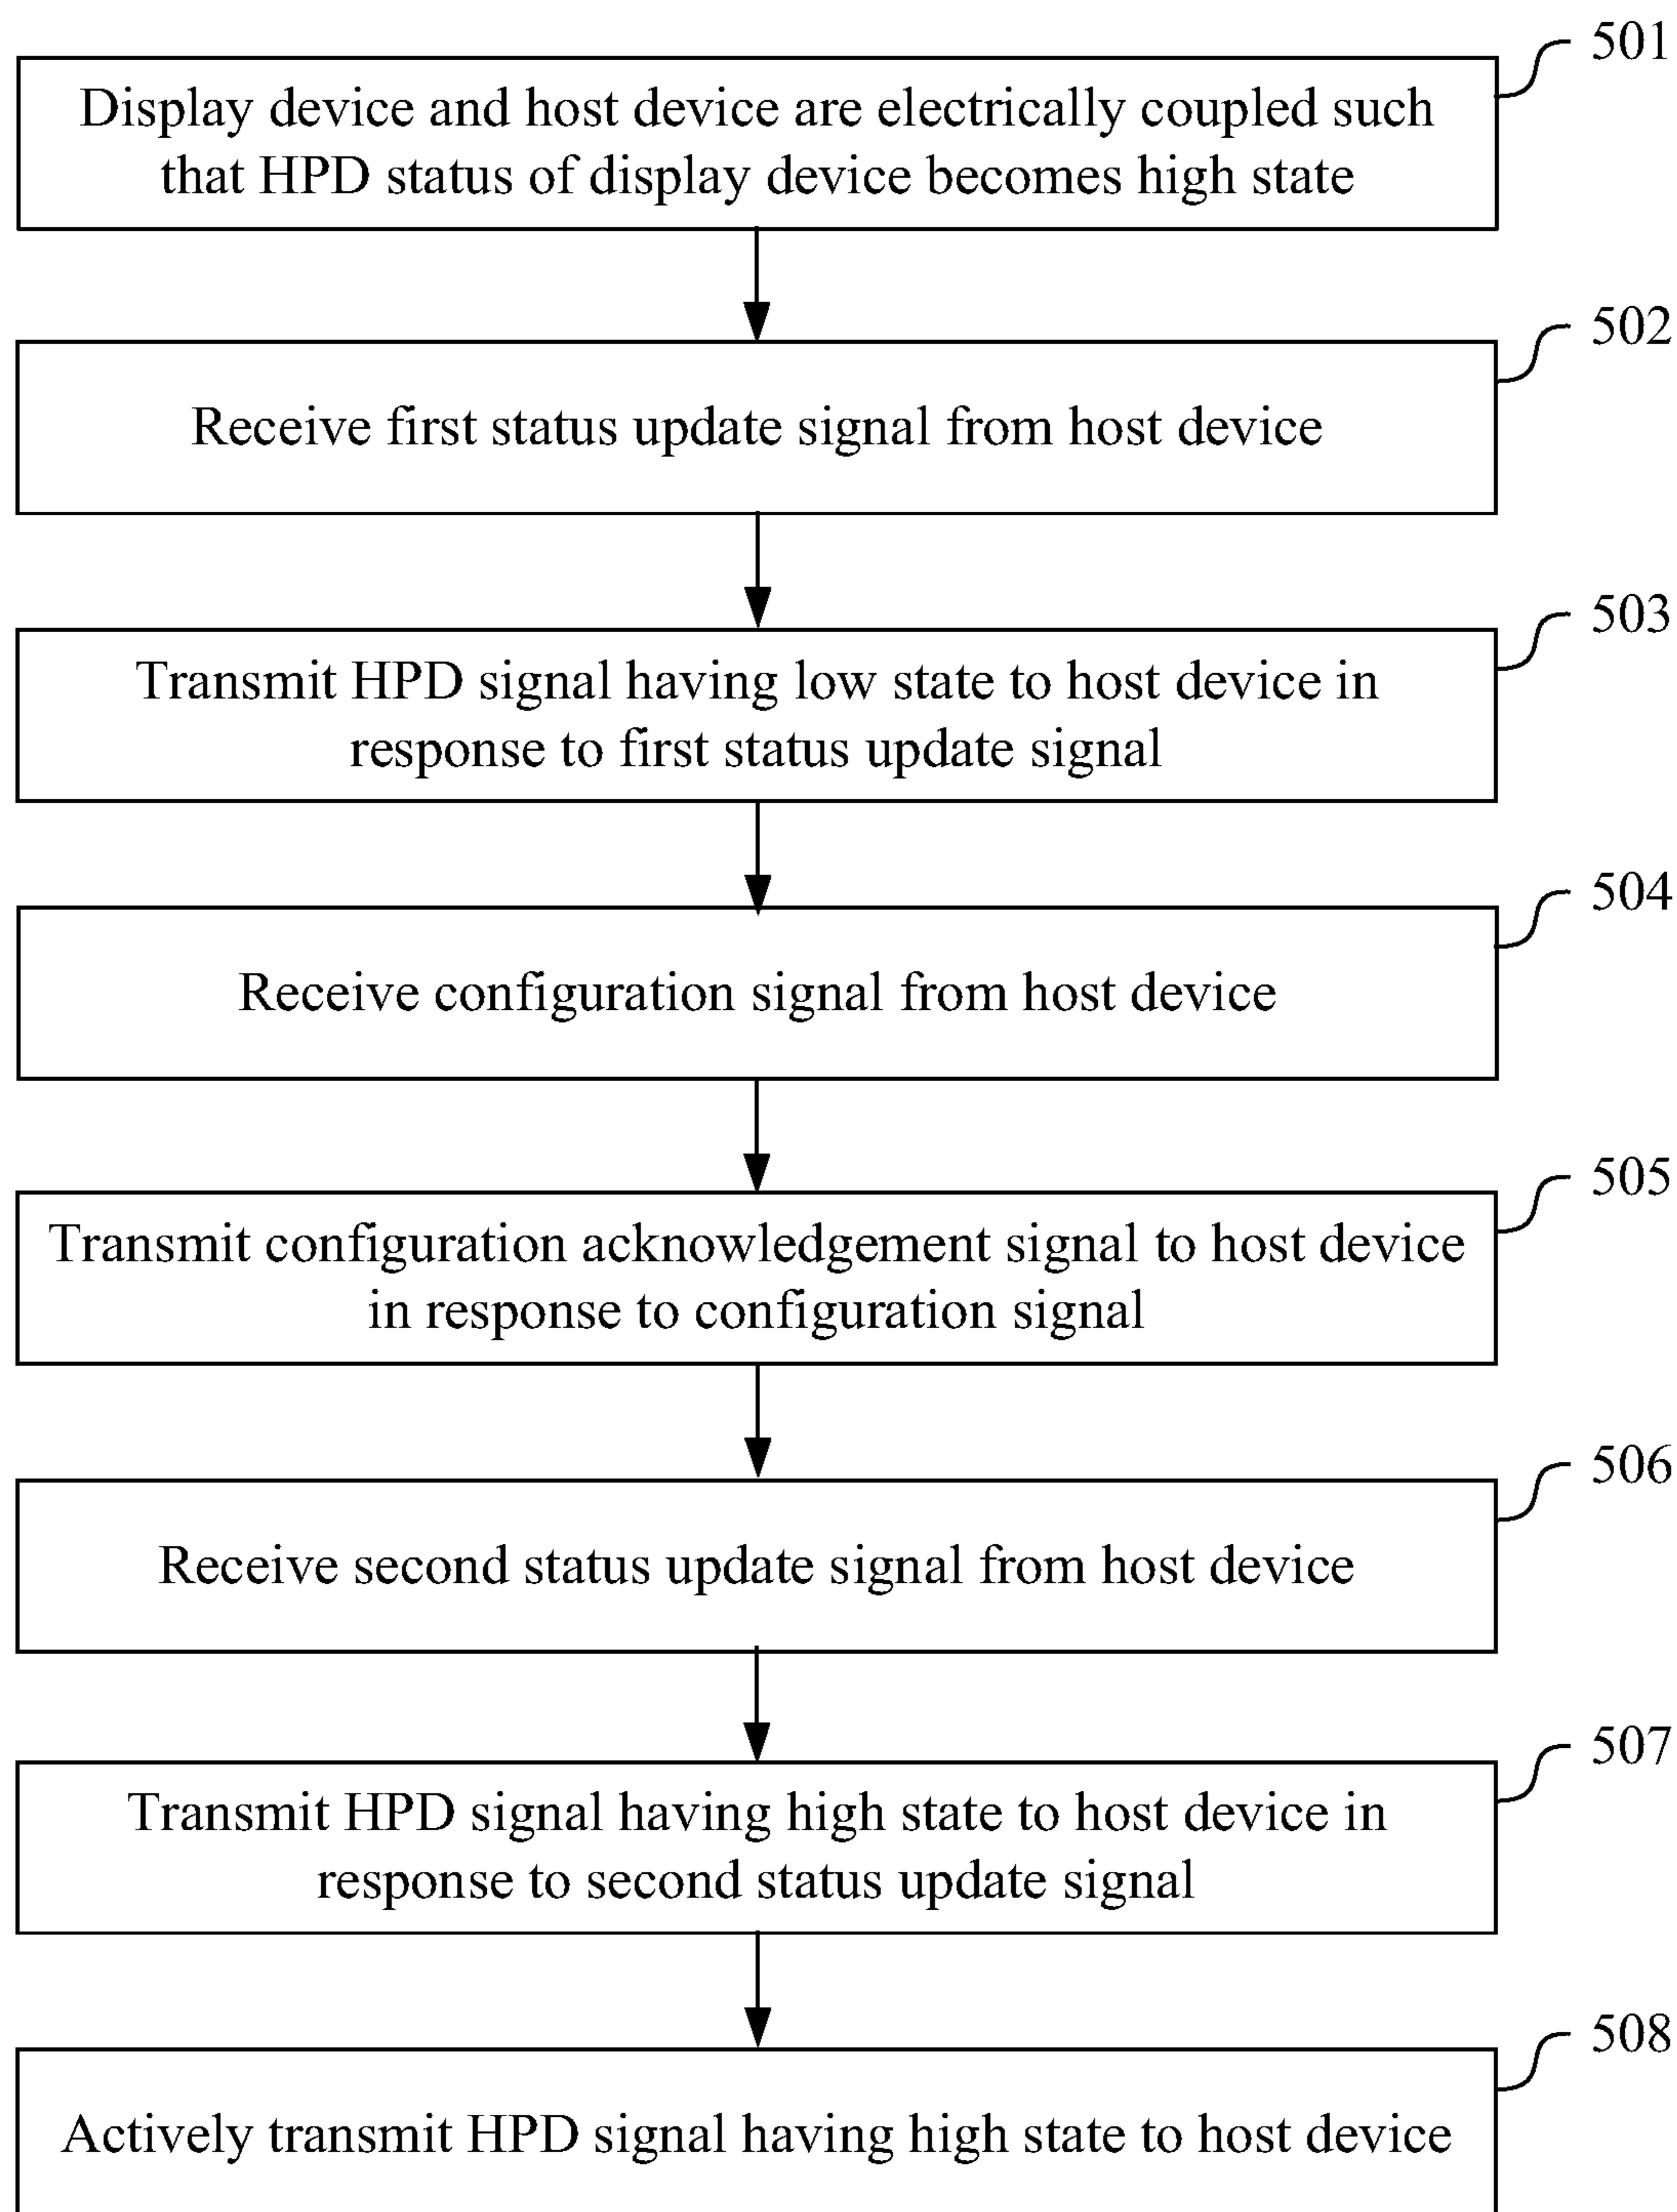 501
Display device and host device are electrically coupled such
that HPD status of display device becomes high state
502
Receive first status update signal from host device
503
Transmit HPD signal having low state to host device in
response to first status update signal
504
Receive configuration signal from host device
505
Transmit configuration acknowledgement signal to host device
in response to configuration signal
506
Receive second status update signal from host device
507
Transmit HPD signal having high state to host device in
response to second status update signal
508
Actively transmit HPD signal having high state to host device